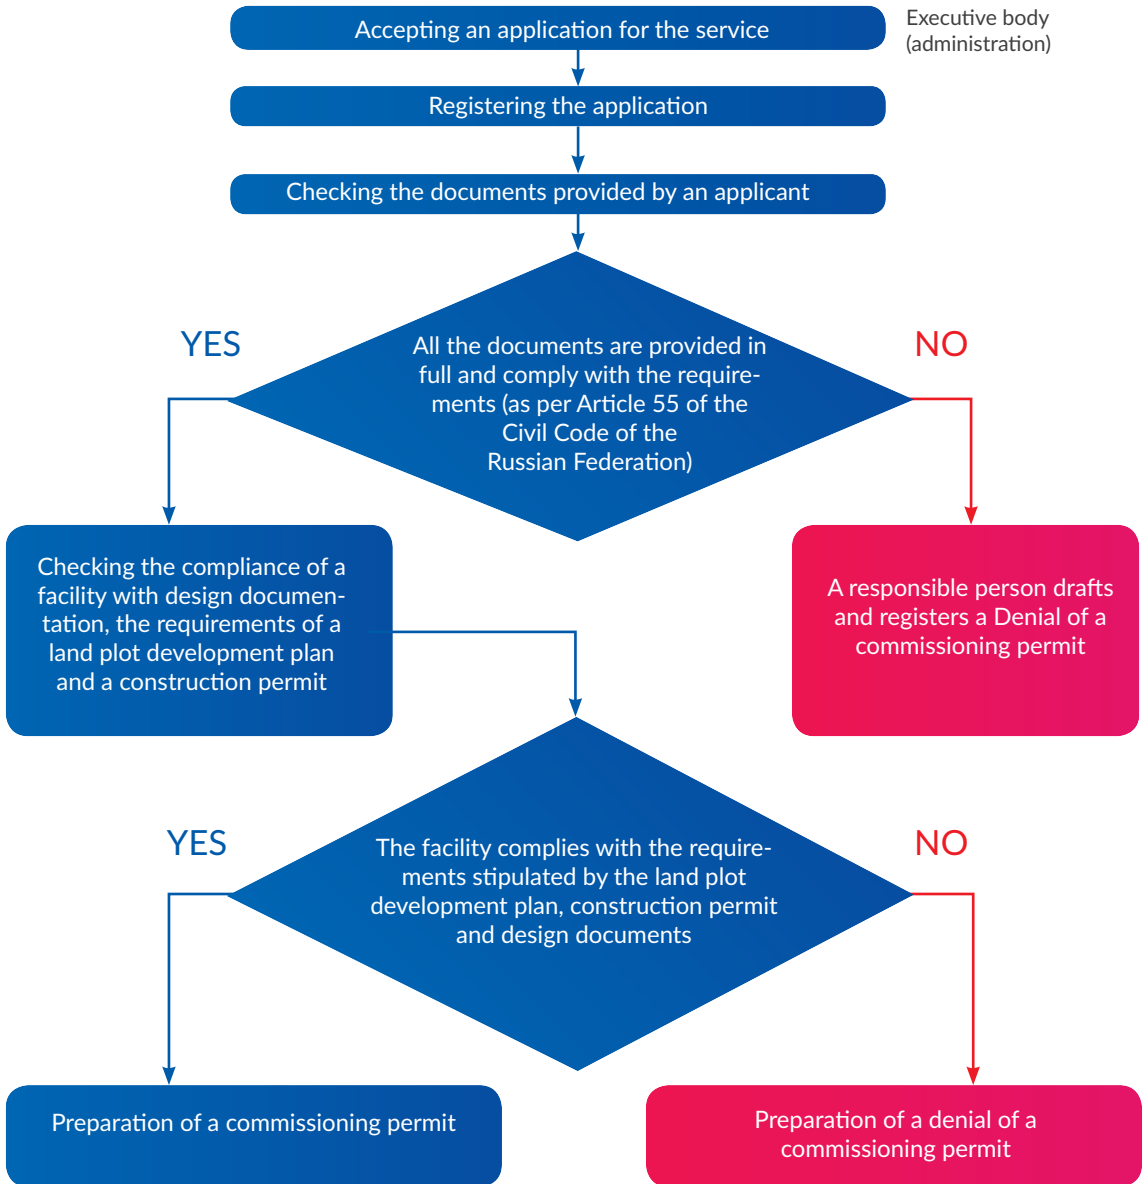 Accepting an application for the service
Executive body
(administration)
Registering the application
Checking the documents provided by an applicant
YES
NO
All the documents are provided in
full and comply with the require-
ments (as per Article 55 of the
Civil Code of the
Russian Federation)
Checking the compliance of a
facility with design documen-
tation, the requirements of a
land plot development plan
and a construction permit
A responsible person drafts
and registers a Denial of a
commissioning permit
YES
NO
The facility complies with the require-
ments stipulated by the land plot
development plan, construction permit
and design documents
Preparation of a commissioning permit
Preparation of a denial of a
commissioning permit